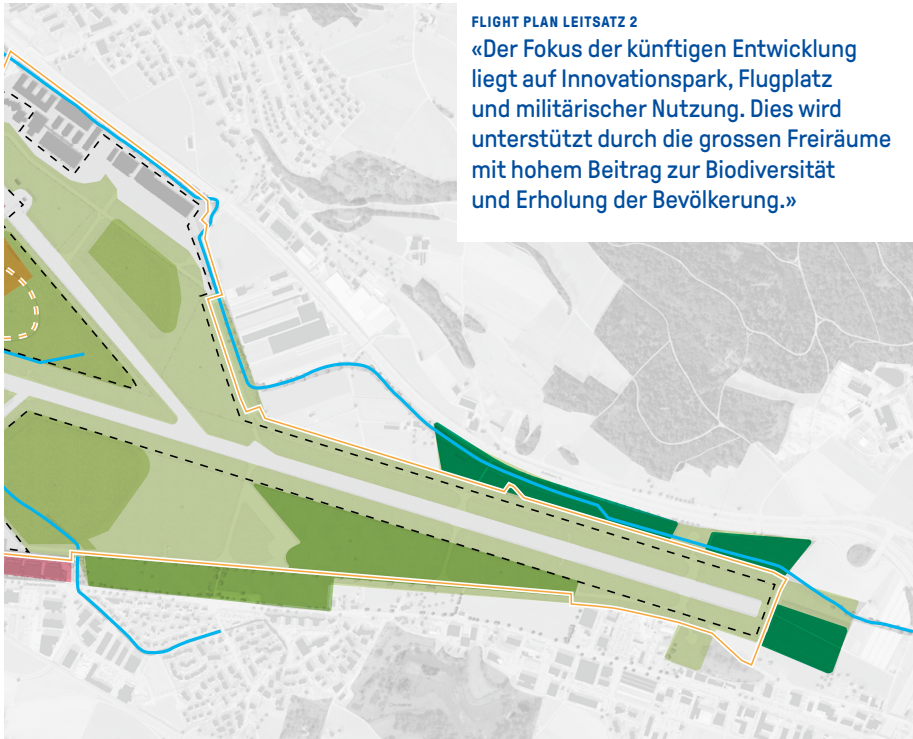 FLIGHT PLAN LEITSATZ 2
«Der Fokus der künftigen Entwicklung
liegt auf Innovationspark, Flugplatz
und militärischer Nutzung. Dies wird
unterstützt durch die grossen Freiräume
mit hohem Beitrag zur Biodiversität
und Erholung der Bevölkerung.»